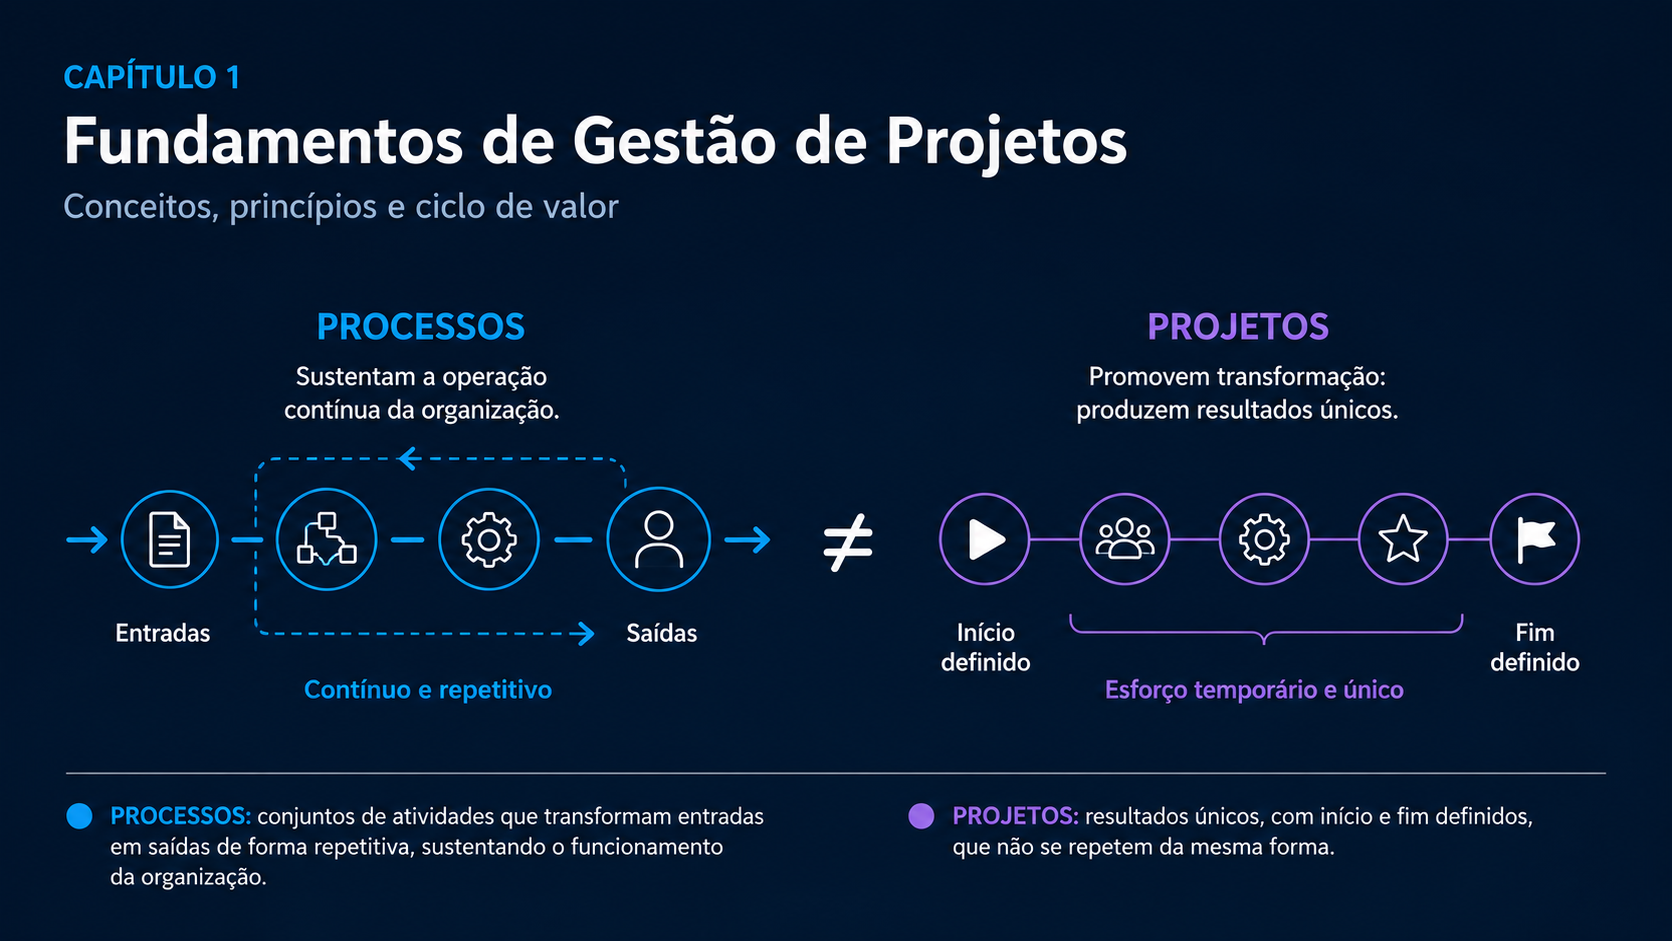 CAPÍTULO 1
Fundamentos de Gestão de Projetos
Conceitos, princípios e ciclo de valor
PROCESSOS
Sustentam a operação
contínua da organização.
Entradas
Saídas
Contínuo e repetitivo
≠
PROJETOS
Promovem transformação:
produzem resultados únicos.
Início
definido
Fim
definido
Esforço temporário e único
PROCESSOS: conjuntos de atividades que transformam entradas
em saídas de forma repetitiva, sustentando o funcionamento
da organização.
PROJETOS: resultados únicos, com início e fim definidos,
que não se repetem da mesma forma.